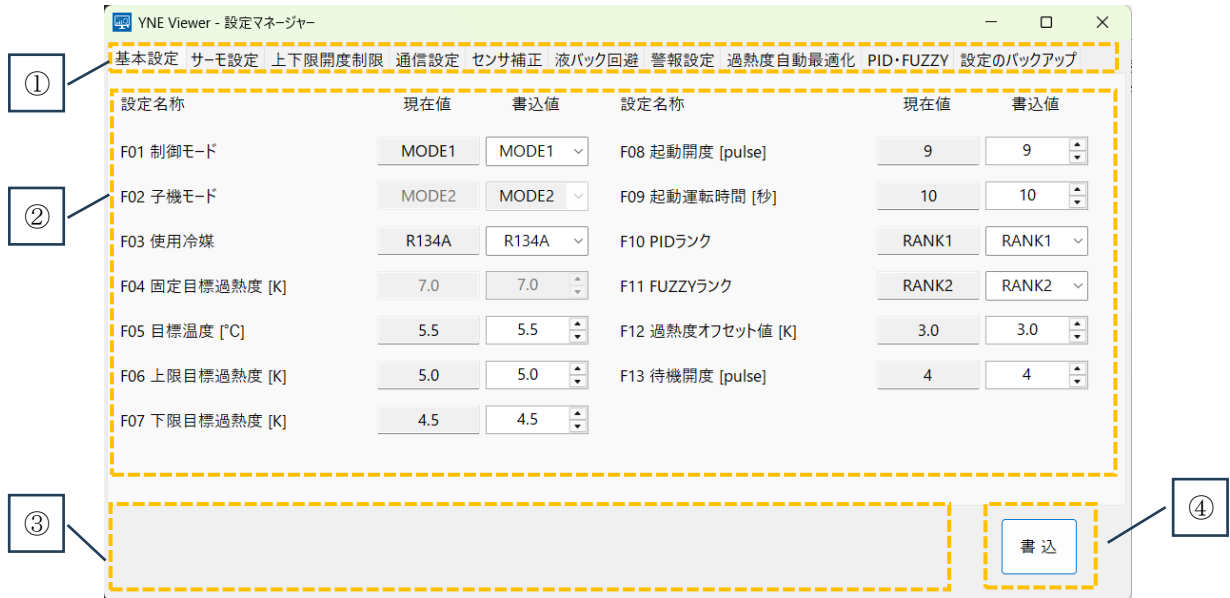 YNE Viewer - 設定マネージャー
基本設定 サーモ設定 上下限開度制限 通信設定 センサ補正 液バック回避 警報設定 過熱度自動最適化 PID・FUZZY 設定のバックアップ
①
設定名称 現在値 書込値 設定名称 現在値 書込値
F01 制御モード MODE1 MODE1 F08 起動開度 [pulse] 9 9
②
F02 子機モード MODE2 MODE2 F09 起動運転時間 [秒] 10 10
F03 使用冷媒 R134A R134A F10 PIDランク RANK1 RANK1
F04 固定目標過熱度 [K] 7.0 7.0 F11 FUZZYランク RANK2 RANK2
F05 目標温度 [℃] 5.5 5.5 F12 過熱度オフセット値 [K] 3.0 3.0
F06 上限目標過熱度 [K] 5.0 5.0 F13 待機開度 [pulse] 4 4
F07 下限目標過熱度 [K] 4.5 4.5
③
④
書込